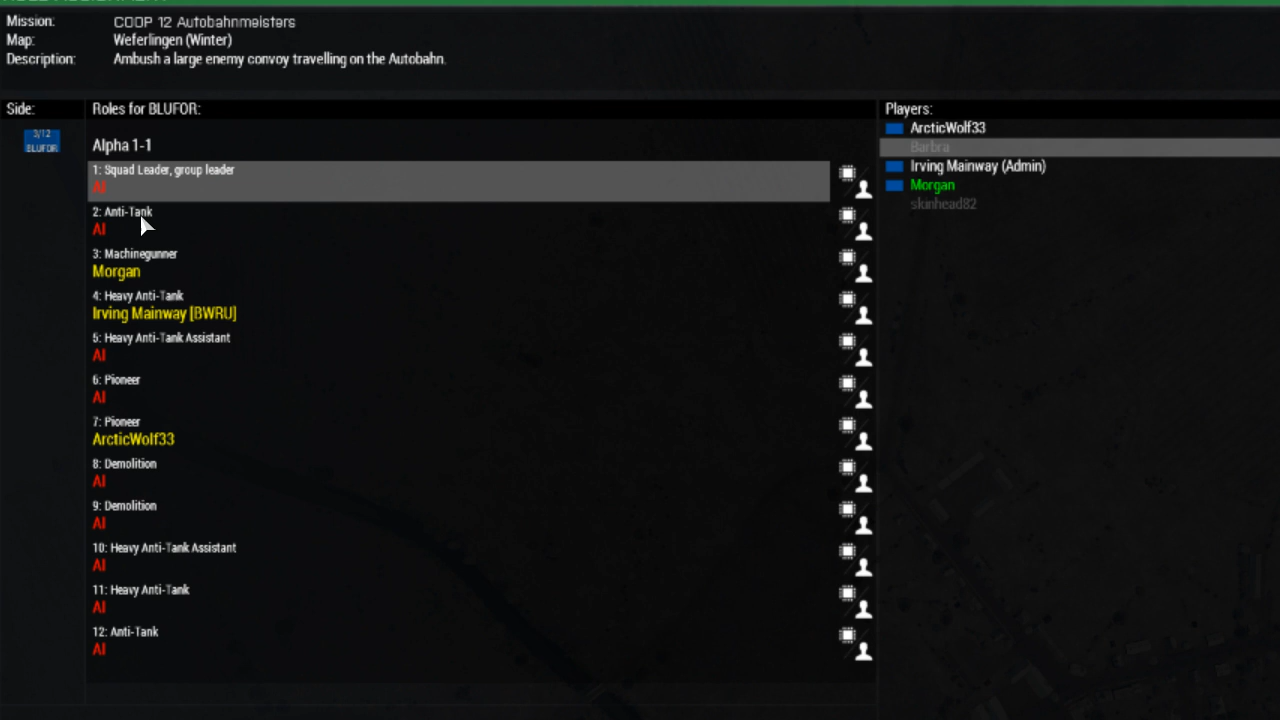 Mission: COOP 12 Autobahnmeisters
Map: Weferlingen (Winter)
Description: Ambush a large enemy convoy travelling on the Autobahn.
Side:
3/12
BLUFOR
Roles for BLUFOR:
Alpha 1-1
1: Squad Leader, group leader
AI
2: Anti-Tank
AI
3: Machinegunner
Morgan
4: Heavy Anti-Tank
Irving Mainway [BWRU]
5: Heavy Anti-Tank Assistant
AI
6: Pioneer
AI
7: Pioneer
ArcticWolf33
8: Demolition
AI
9: Demolition
AI
10: Heavy Anti-Tank Assistant
AI
11: Heavy Anti-Tank
AI
12: Anti-Tank
AI
Players:
ArcticWolf33
Barbra
Irving Mainway (Admin)
Morgan
skinhead82